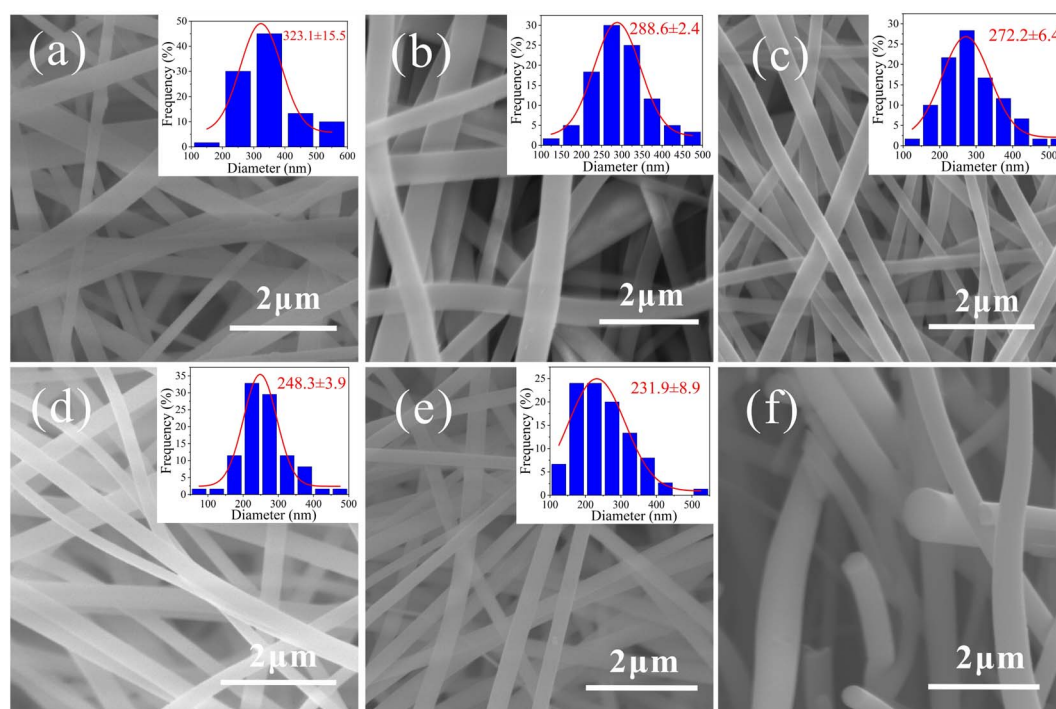 (a)
Frequency (%)
50
40
30
20
10
0
323.1±15.5
100 200 300 400 500 600
Diameter (nm)
2μm
(b)
Frequency (%)
30
25
20
15
10
5
0
288.6±2.4
100 150 200 250 300 350 400 450 500
Diameter (nm)
2μm
(c)
Frequency (%)
30
25
20
15
10
5
0
272.2±6.4
100 200 300 400
Diameter (nm)
2μm
(d)
Frequency (%)
35
30
25
20
15
10
5
0
248.3±3.9
100 200 300 400 500
Diameter (nm)
2μm
(e)
Frequency (%)
25
20
15
10
5
0
231.9±8.9
100 200 300 400 500
Diameter (nm)
2μm
(f)
2μm